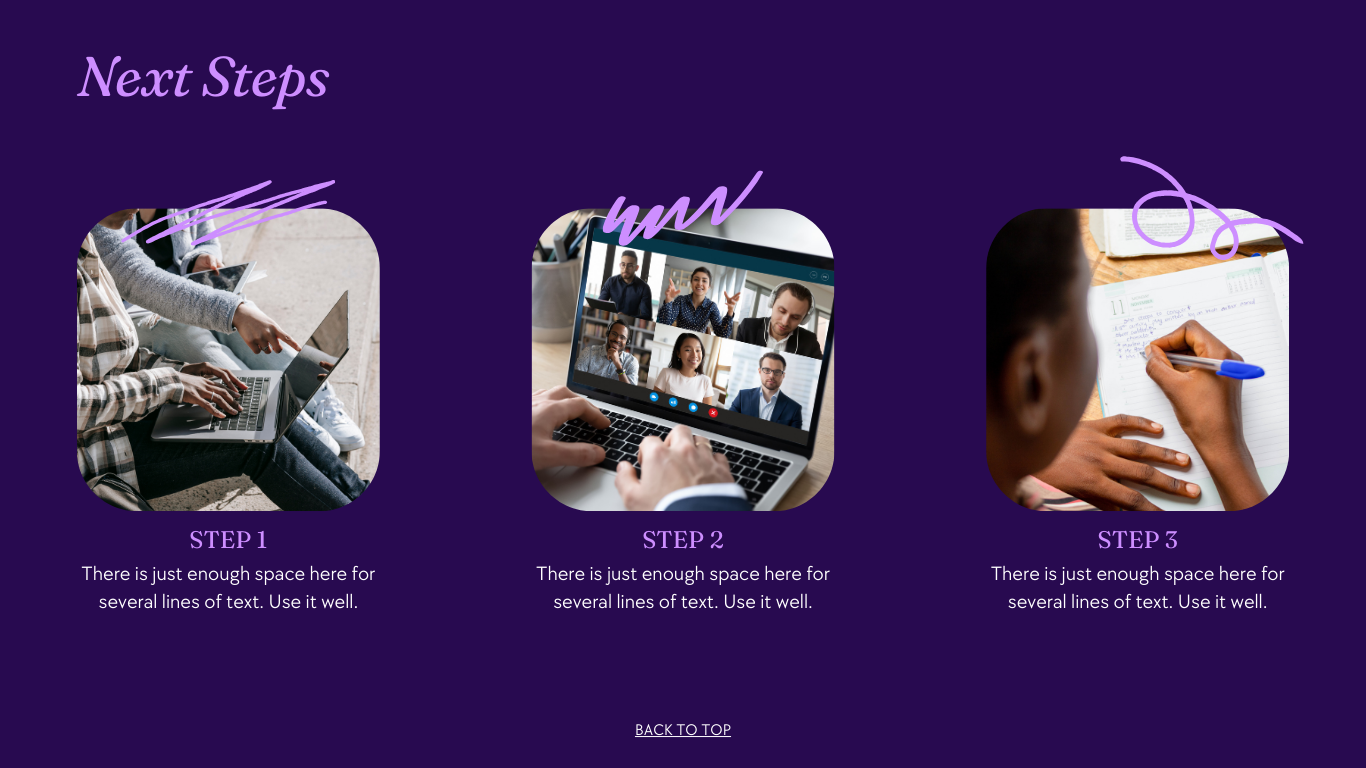 Next Steps
STEP 1
There is just enough space here for
several lines of text. Use it well.
STEP 2
There is just enough space here for
several lines of text. Use it well.
11
STEP 3
There is just enough space here for
several lines of text. Use it well.
BACK TO TOP